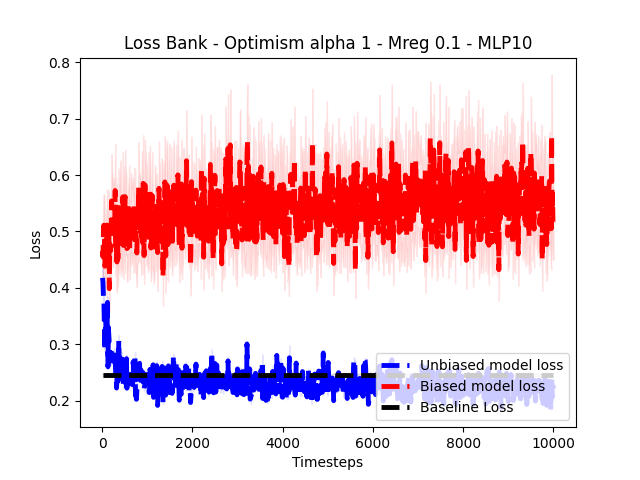 Loss Bank - Optimism alpha 1 - Mreg 0.1 - MLP10
0.8
0.7
0.6
0.5
0.4
0.3
0.2
Loss
Unbiased model loss
Biased model loss
Baseline Loss
0 2000 4000 6000 8000 10000
Timesteps